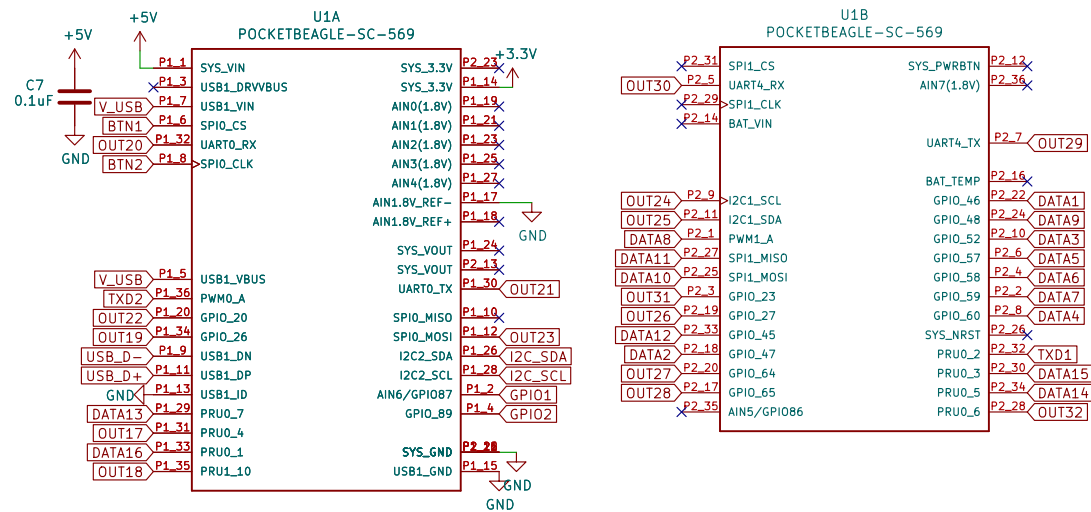 U1A
POCKETBEAGLE-SC-569
+5V
+5V
C7
0.1uF
GND
P1_1 SYS_VIN
P1_3 USB1_DRVVBUS
V_USB P1_7 USB1_VIN
BTN1 P1_6 SPI0_CS
OUT20 P1_32 UART0_RX
BTN2 P1_8 SPI0_CLK
V_USB P1_5 USB1_VBUS
TXD2 P1_36 PWM0_A
OUT22 P1_20 GPIO_20
OUT19 P1_34 GPIO_26
USB_D- P1_9 USB1_DN
USB_D+ P1_11 USB1_DP
GND P1_13 USB1_ID
DATA13 P1_29 PRU0_7
OUT17 P1_31 PRU0_4
DATA16 P1_33 PRU0_1
OUT18 P1_35 PRU1_10
SYS_3.3V P2_23
+3.3V
SYS_3.3V P1_14
AIN0(1.8V) P1_19
AIN1(1.8V) P1_21
AIN2(1.8V) P1_23
AIN3(1.8V) P1_25
AIN4(1.8V) P1_27
AIN1.8V_REF- P1_17
AIN1.8V_REF+ P1_18
GND
SYS_VOUT P1_24
SYS_VOUT P2_13
UART0_TX P1_30 OUT21
SPI0_MISO P1_10
SPI0_MOSI P1_12 OUT23
I2C2_SDA P1_26 I2C_SDA
I2C2_SCL P1_28 I2C_SCL
AIN6/GPIO87 P1_2 GPIO1
GPIO_89 P1_4 GPIO2
SYS_GND
USB1_GND P1_15
GND
GND
U1B
POCKETBEAGLE-SC-569
P2_31 SPI1_CS
OUT30 P2_5 UART4_RX
P2_29 SPI1_CLK
P2_14 BAT_VIN
OUT24 P2_9 I2C1_SCL
OUT25 P2_11 I2C1_SDA
DATA8 P2_1 PWM1_A
DATA11 P2_27 SPI1_MISO
DATA10 P2_25 SPI1_MOSI
OUT31 P2_3 GPIO_23
OUT26 P2_19 GPIO_27
DATA12 P2_33 GPIO_45
DATA2 P2_18 GPIO_47
OUT27 P2_20 GPIO_64
OUT28 P2_17 GPIO_65
P2_35 AIN5/GPIO86
SYS_PWRBTN P2_12
AIN7(1.8V) P2_36
UART4_TX P2_7 OUT29
BAT_TEMP P2_16
GPIO_46 P2_22 DATA1
GPIO_48 P2_24 DATA9
GPIO_52 P2_10 DATA3
GPIO_57 P2_6 DATA5
GPIO_58 P2_4 DATA6
GPIO_59 P2_2 DATA7
GPIO_60 P2_8 DATA4
SYS_NRST P2_26
PRU0_2 P2_32 TXD1
PRU0_3 P2_30 DATA15
PRU0_5 P2_34 DATA14
PRU0_6 P2_28 OUT32